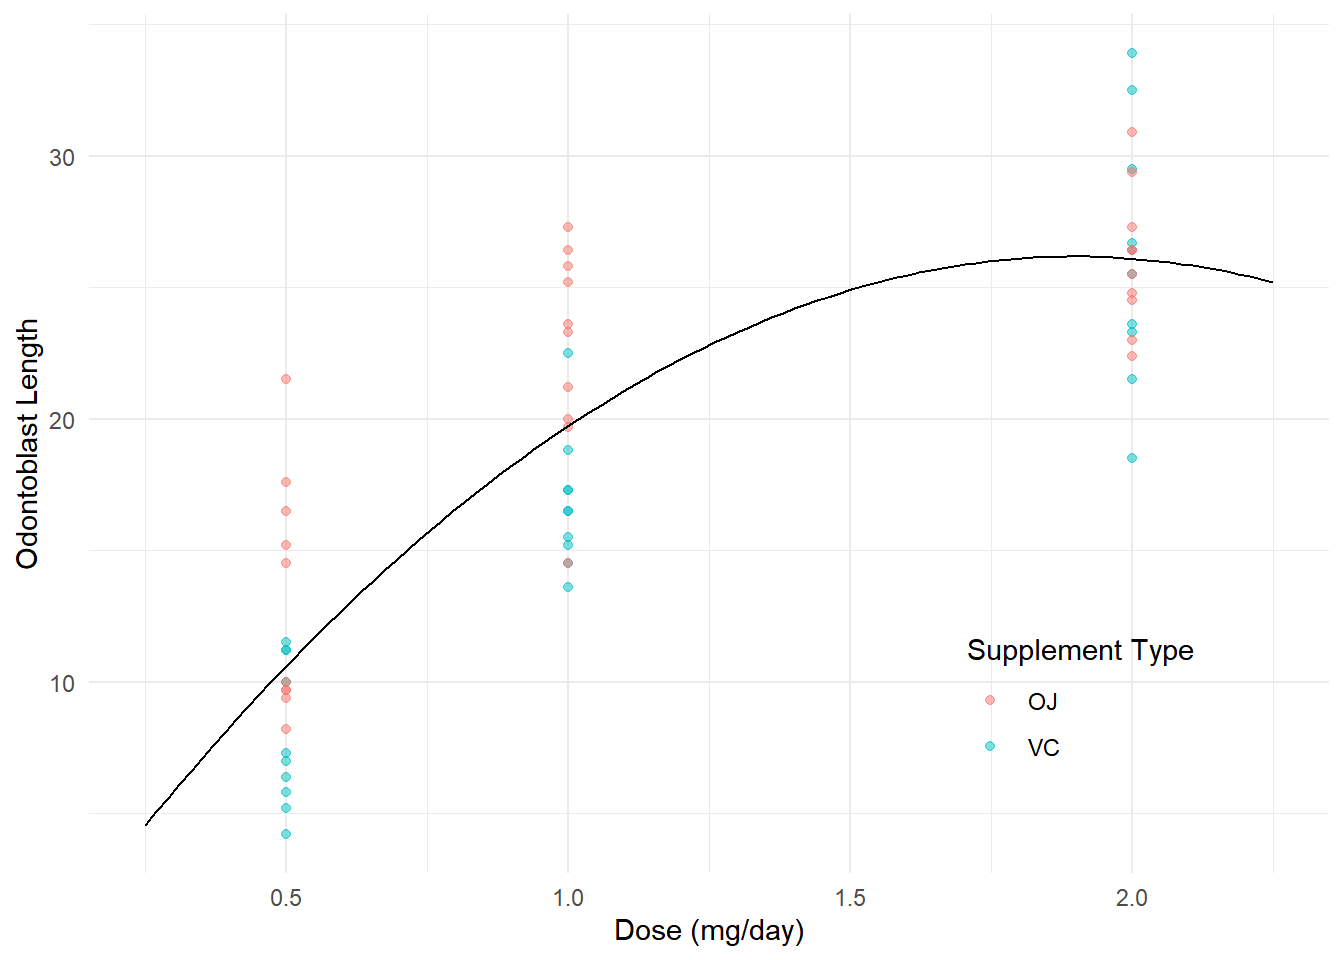 Odontoblast Length
30
20
10
Supplement Type
OJ
VC
0.5 1.0 1.5 2.0
Dose (mg/day)